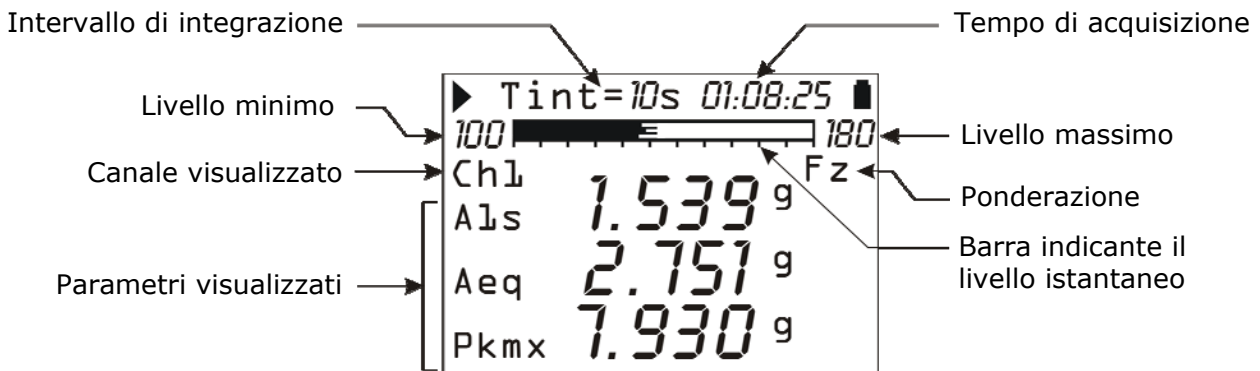 Intervallo di integrazione
Tempo di acquisizione
Tint=10s 01:08:25
Livello minimo
100
180
Livello massimo
Canale visualizzato
Ch1
Fz
Ponderazione
A1s 1.539 g
Barra indicante il
livello istantaneo
Parametri visualizzati
Aeq 2.751 g
Pkmx 7.930 g